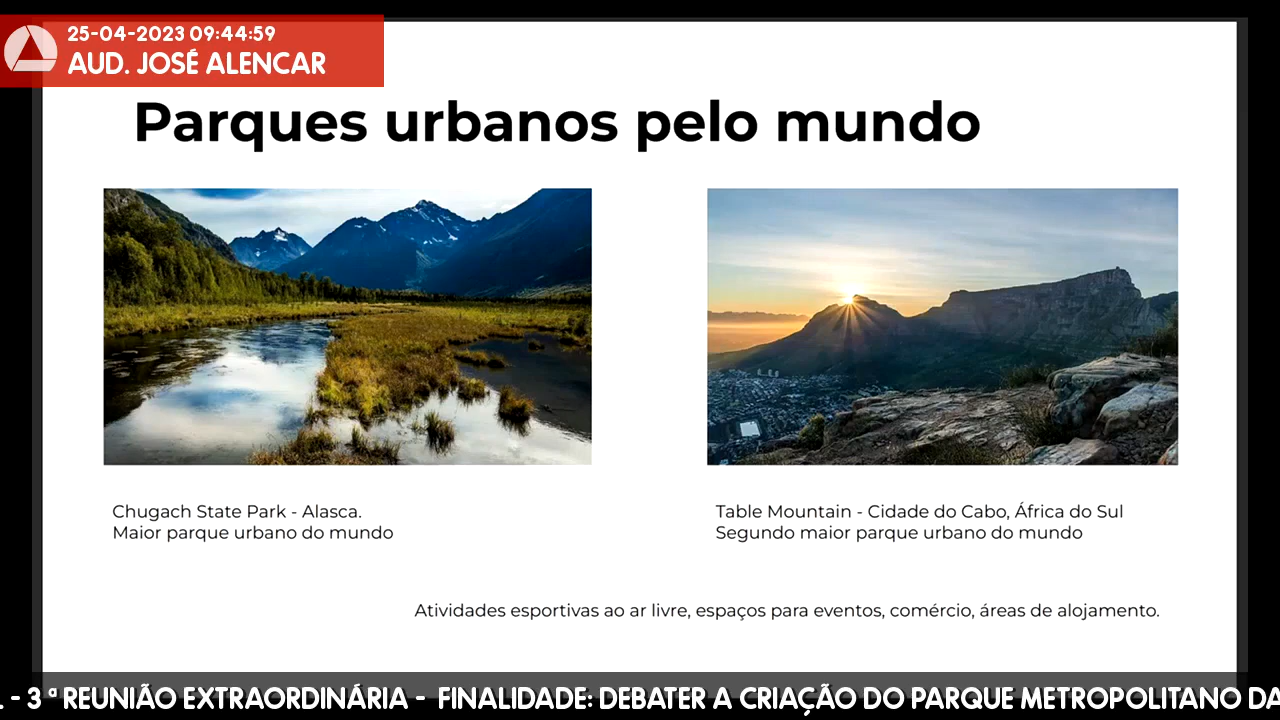 25-04-2023 09:44:59
AUD. JOSÉ ALENCAR
Parques urbanos pelo mundo
Chugach State Park - Alasca.
Maior parque urbano do mundo
Table Mountain - Cidade do Cabo, África do Sul
Segundo maior parque urbano do mundo
Atividades esportivas ao ar livre, espaços para eventos, comércio, áreas de alojamento.
. - 3 ª REUNIÃO EXTRAORDINÁRIA - FINALIDADE: DEBATER A CRIAÇÃO DO PARQUE METROPOLITANO DA